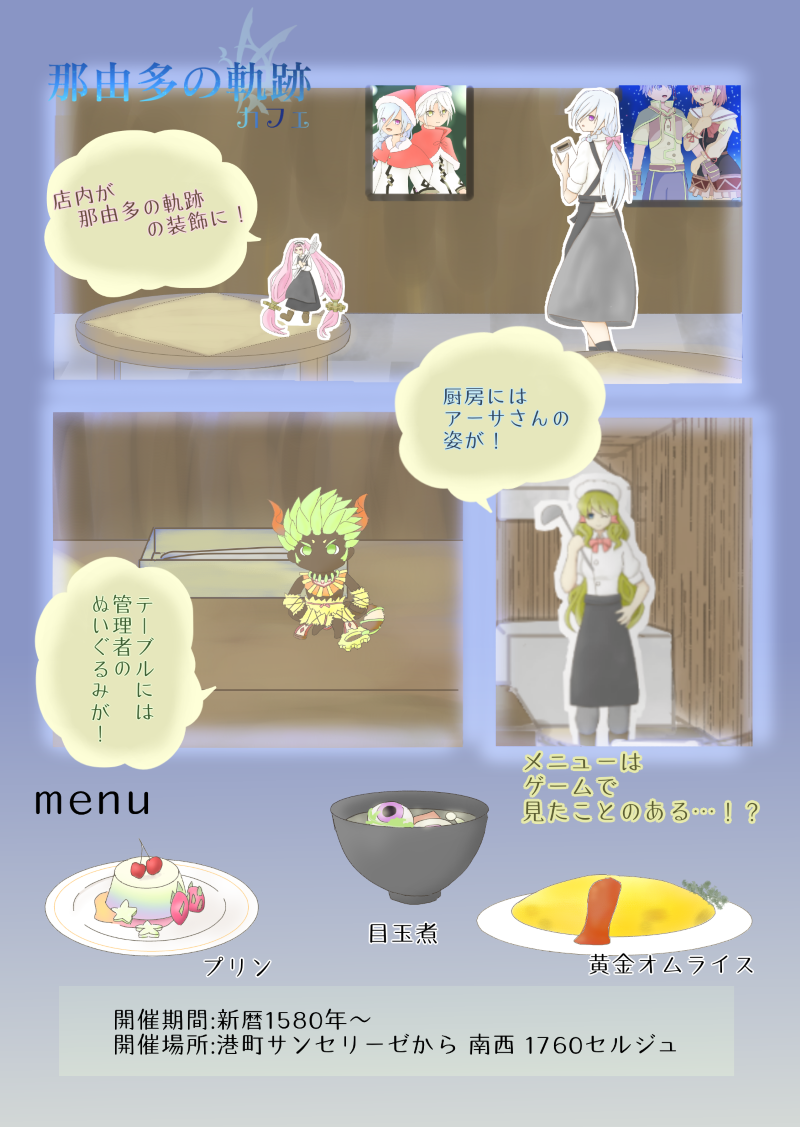 那由多の軌跡
カフェ
店内が
那由多の軌跡
の装飾に！
厨房には
アーサさんの
姿が！
テーブルには
管理者の
ぬいぐるみが！
メニューは
ゲームで
見たことのある…！？
menu
プリン
目玉煮
黄金オムライス
開催期間:新暦1580年～
開催場所:港町サンセリーゼから 南西 1760セルジュ